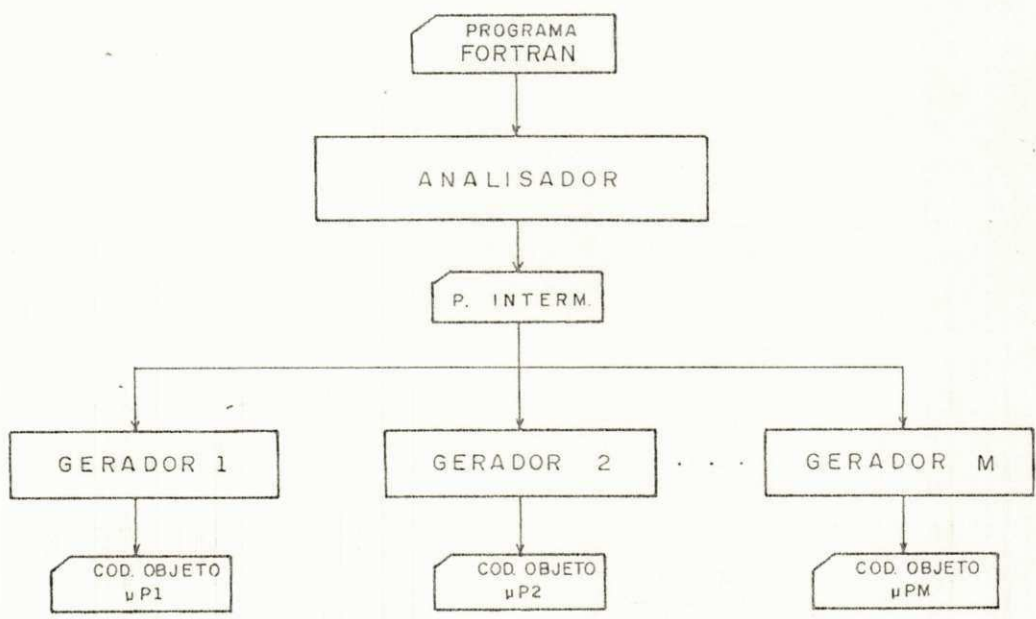 PROGRAMA
FORTRAN
ANALISADOR
P. INTERM.
GERADOR 1
GERADOR 2
. . . .
GERADOR M
COD. OBJETO
µP1
COD. OBJETO
µP2
COD. OBJETO
µPM